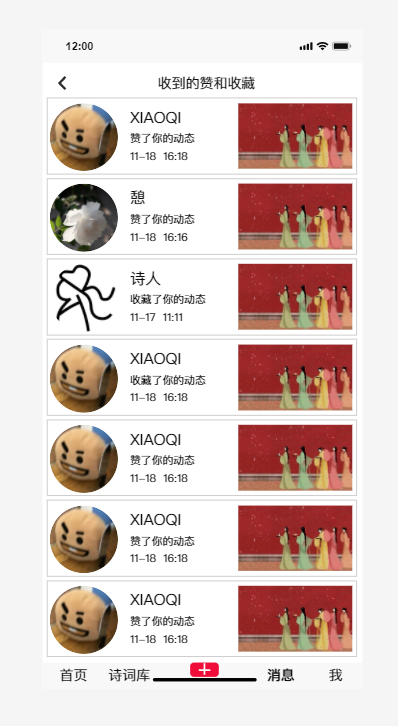 12:00
收到的赞和收藏
XIAOQI
赞了你的动态
11-18 16:18
憩
赞了你的动态
11-18 16:16
诗人
收藏了你的动态
11-17 11:11
XIAOQI
收藏了你的动态
11-18 16:18
XIAOQI
赞了你的动态
11-18 16:18
XIAOQI
赞了你的动态
11-18 16:18
XIAOQI
赞了你的动态
11-18 16:18
首页 诗词库 消息 我